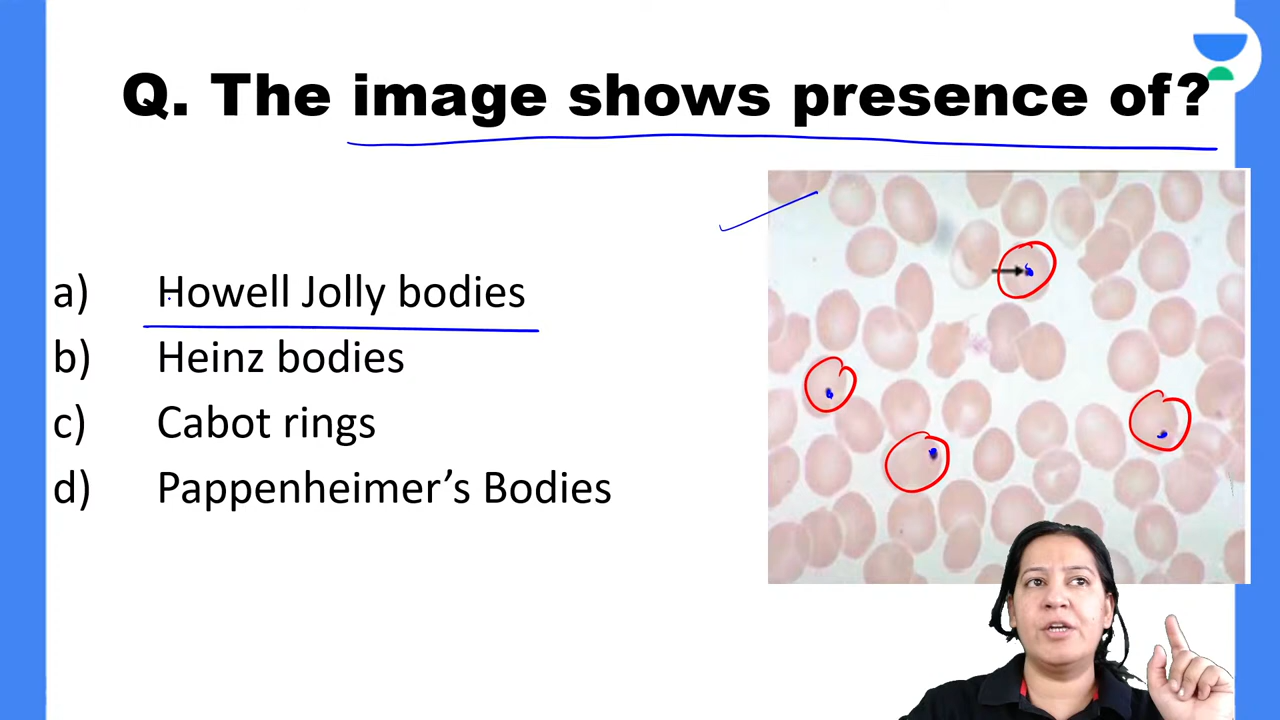 Q. The image shows presence of?
a) Howell Jolly bodies
b) Heinz bodies
c) Cabot rings
d) Pappenheimer’s Bodies